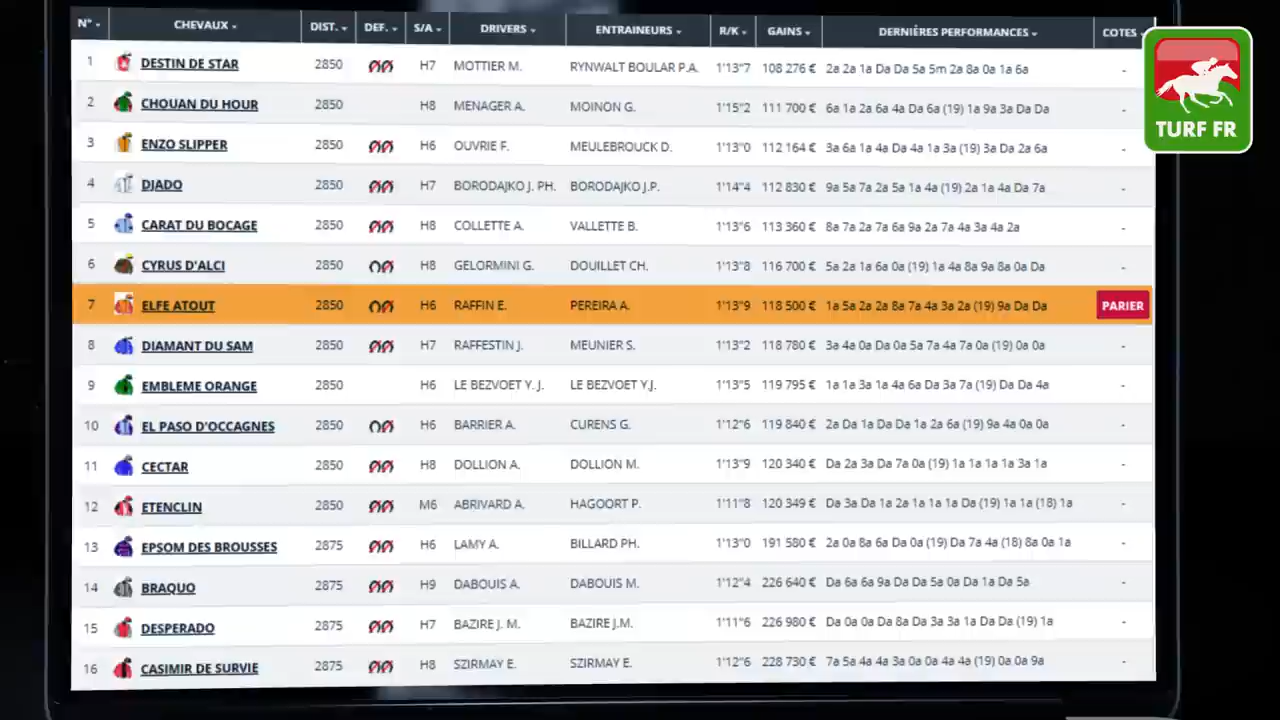 N° CHEVAUX DIST. DEF. S/A DRIVERS ENTRAINEURS R/K GAINS DERNIÈRES PERFORMANCES COTES
TURF FR
1 DESTIN DE STAR 2850 H7 MOTTIER M. RYNWALT BOULAR P.A. 1'13"7 108 276 € 2a 2a 1a Da Da 5a 5m 2a 8a 0a 1a 6a -
2 CHOUAN DU HOUR 2850 H8 MENAGER A. MOINON G. 1'15"2 111 700 € 6a 1a 2a 6a 4a Da 6a (19) 1a 9a 3a Da Da -
3 ENZO SLIPPER 2850 H6 OUVRIE F. MEULEBROUCK D. 1'13"0 112 164 € 3a 6a 1a 4a Da 4a 1a 3a (19) 3a Da 2a 6a -
4 DJADO 2850 H7 BORODAJKO J. PH. BORODAJKO J.P. 1'14"4 112 830 € 9a 5a 7a 2a 5a 1a 4a (19) 2a 1a 4a Da 7a -
5 CARAT DU BOCAGE 2850 H8 COLLETTE A. VALLETTE B. 1'13"6 113 360 € 8a 7a 2a 7a 6a 9a 2a 7a 4a 3a 4a 2a -
6 CYRUS D'ALCI 2850 H8 GELORMINI G. DOUILLET CH. 1'13"8 116 700 € 5a 2a 1a 6a 0a (19) 1a 4a 8a 9a 8a 0a Da -
7 ELFE ATOUT 2850 H6 RAFFIN E. PEREIRA A. 1'13"9 118 500 € 1a 5a 2a 2a 8a 7a 4a 3a 2a (19) 9a Da Da PARIER
8 DIAMANT DU SAM 2850 H7 RAFFESTIN J. MEUNIER S. 1'13"2 118 780 € 3a 4a 0a Da 0a 5a 7a 4a 7a 0a (19) 0a 0a -
9 EMBLEME ORANGE 2850 H6 LE BEZVOET Y. J. LE BEZVOET Y.J. 1'13"5 119 795 € 1a 1a 3a 1a 4a 6a Da 3a 7a (19) Da Da 4a -
10 EL PASO D'OCCAGNES 2850 H6 BARRIER A. CURENS G. 1'12"6 119 840 € 2a Da 1a Da Da 1a 2a 6a (19) 9a 4a 0a 0a -
11 CECTAR 2850 H8 DOLLION A. DOLLION M. 1'13"9 120 340 € Da 2a 3a Da 7a 0a (19) 1a 1a 1a 1a 3a 1a -
12 ETENCLIN 2850 M6 ABRIVARD A. HAGOORT P. 1'11"8 120 349 € Da 3a Da 1a 2a 1a 1a 1a Da (19) 1a 1a (18) 1a -
13 EPSOM DES BROUSSES 2875 H6 LAMY A. BILLARD PH. 1'13"0 191 580 € 2a 0a 8a 6a Da 0a (19) Da 7a 4a (18) 8a 0a 1a -
14 BRAQUO 2875 H9 DABOUIS A. DABOUIS M. 1'12"4 226 640 € Da 6a 6a 9a Da Da 5a 0a Da 1a Da 5a -
15 DESPERADO 2875 H7 BAZIRE J. M. BAZIRE J.M. 1'11"6 226 980 € Da 0a 0a Da 8a Da 3a 3a 1a Da Da (19) 1a -
16 CASIMIR DE SURVIE 2875 H8 SZIRMAY E. SZIRMAY E. 1'12"6 228 730 € 7a 5a 4a 4a 3a 0a 0a 4a 4a (19) 0a 0a 9a -